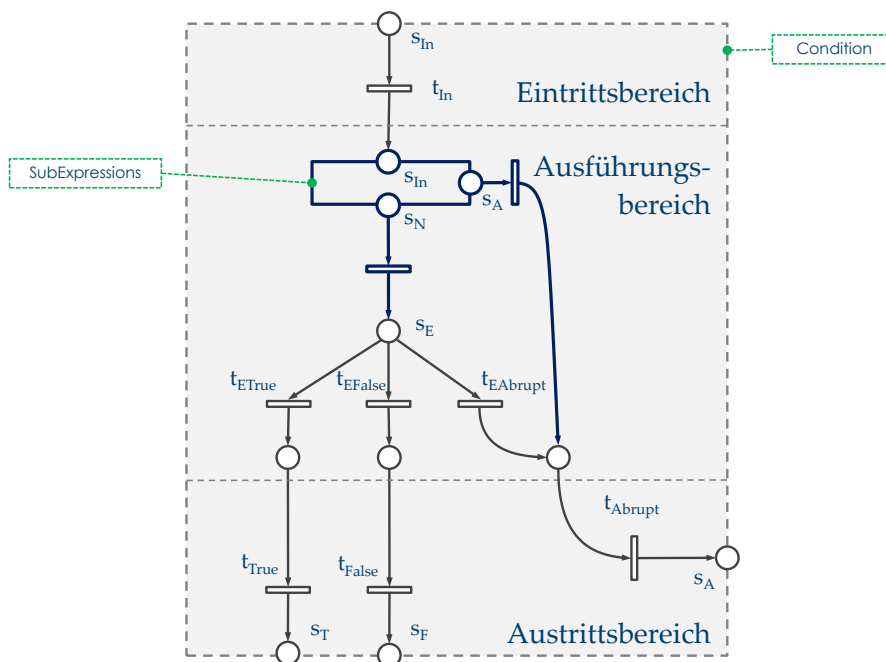 s_In
Condition
t_In
Eintrittsbereich
SubExpressions
s_In
Ausführungs-
bereich
s_A
s_N
s_E
t_ETrue
t_EFalse
t_EAbrupt
t_Abrupt
t_True
t_False
s_A
s_T
s_F
Austrittsbereich